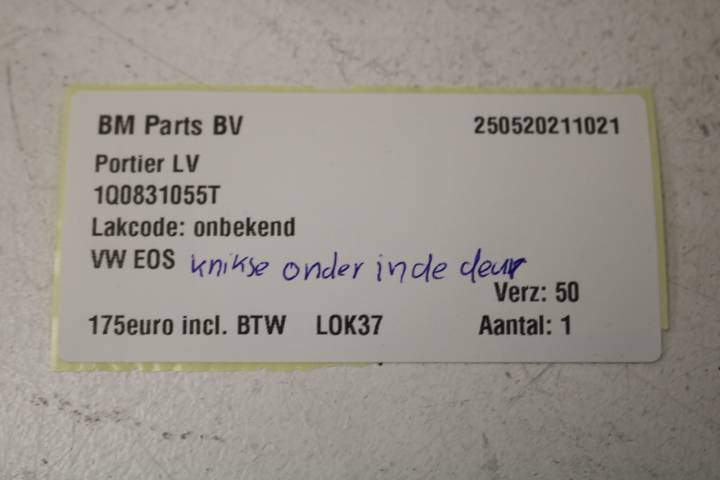 BM Parts BV 250520211021
Portier LV
1Q0831055T
Lakcode: onbekend
VW EOS knikse onder in de deur
Verz: 50
175euro incl. BTW LOK37 Aantal: 1